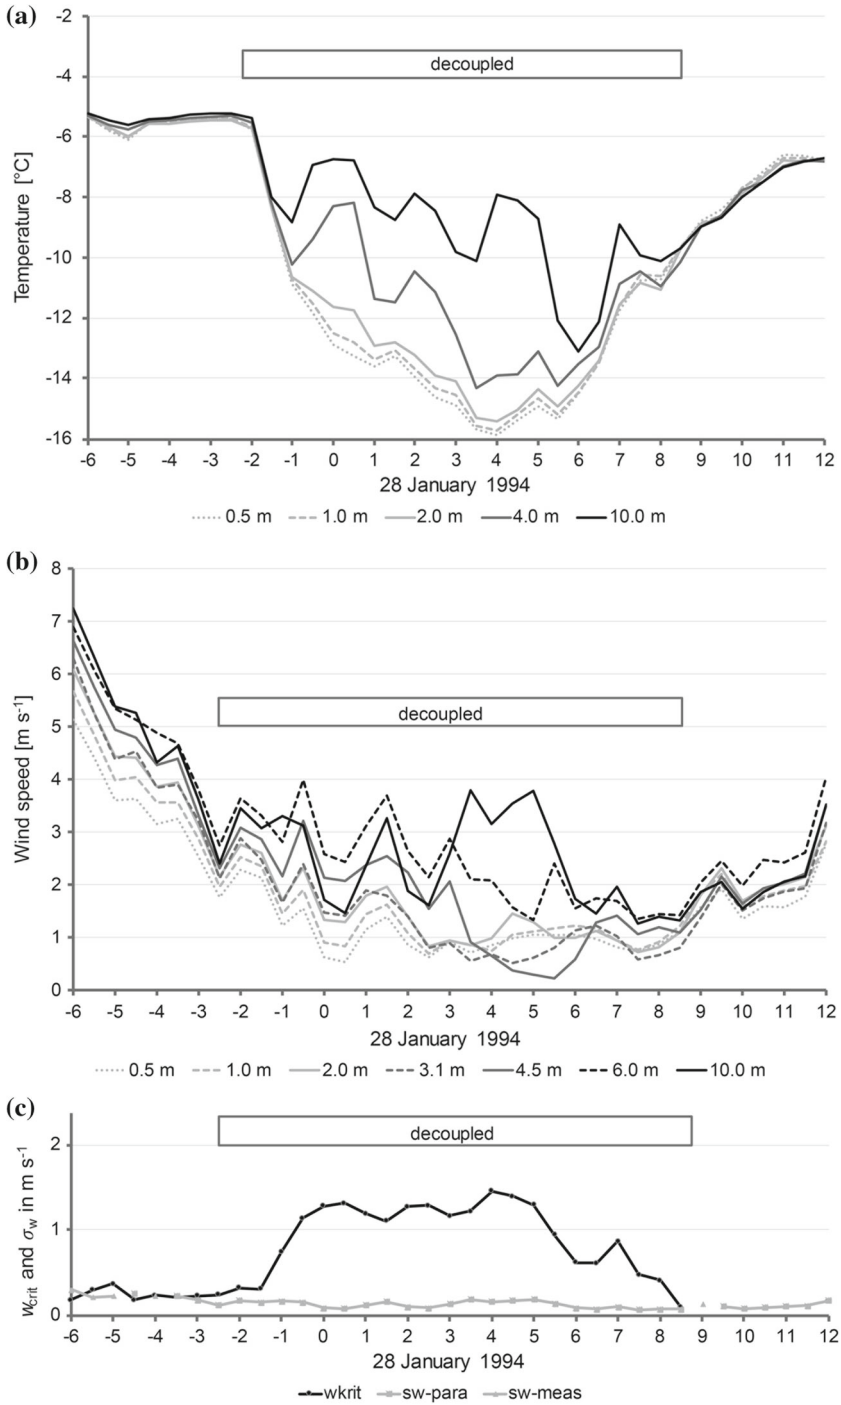 (a)
-2
-4
-6
-8
-10
-12
-14
-16
Temperature [°C]
decoupled
-6 -5 -4 -3 -2 -1 0 1 2 3 4 5 6 7 8 9 10 11 12
28 January 1994
0.5 m 1.0 m 2.0 m 4.0 m 10.0 m
(b)
8
7
6
5
4
3
2
1
0
Wind speed [m s-1]
decoupled
-6 -5 -4 -3 -2 -1 0 1 2 3 4 5 6 7 8 9 10 11 12
28 January 1994
0.5 m 1.0 m 2.0 m 3.1 m 4.5 m 6.0 m 10.0 m
(c)
2
1
0
wcrit and σw in m s-1
decoupled
-6 -5 -4 -3 -2 -1 0 1 2 3 4 5 6 7 8 9 10 11 12
28 January 1994
wkrit sw-para sw-meas